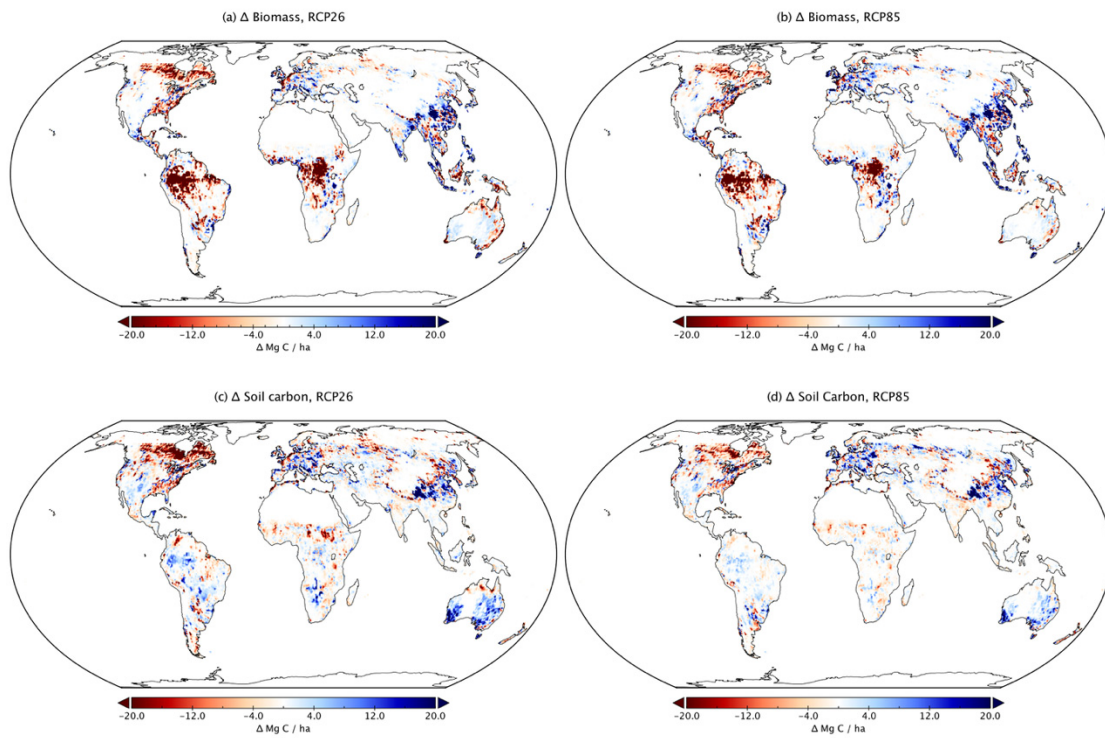 (a) Δ Biomass, RCP26
(b) Δ Biomass, RCP85
−20.0 −12.0 −4.0 4.0 12.0 20.0
Δ Mg C / ha
−20.0 −12.0 −4.0 4.0 12.0 20.0
Δ Mg C / ha
(c) Δ Soil carbon, RCP26
(d) Δ Soil Carbon, RCP85
−20.0 −12.0 −4.0 4.0 12.0 20.0
Δ Mg C / ha
−20.0 −12.0 −4.0 4.0 12.0 20.0
Δ Mg C / ha